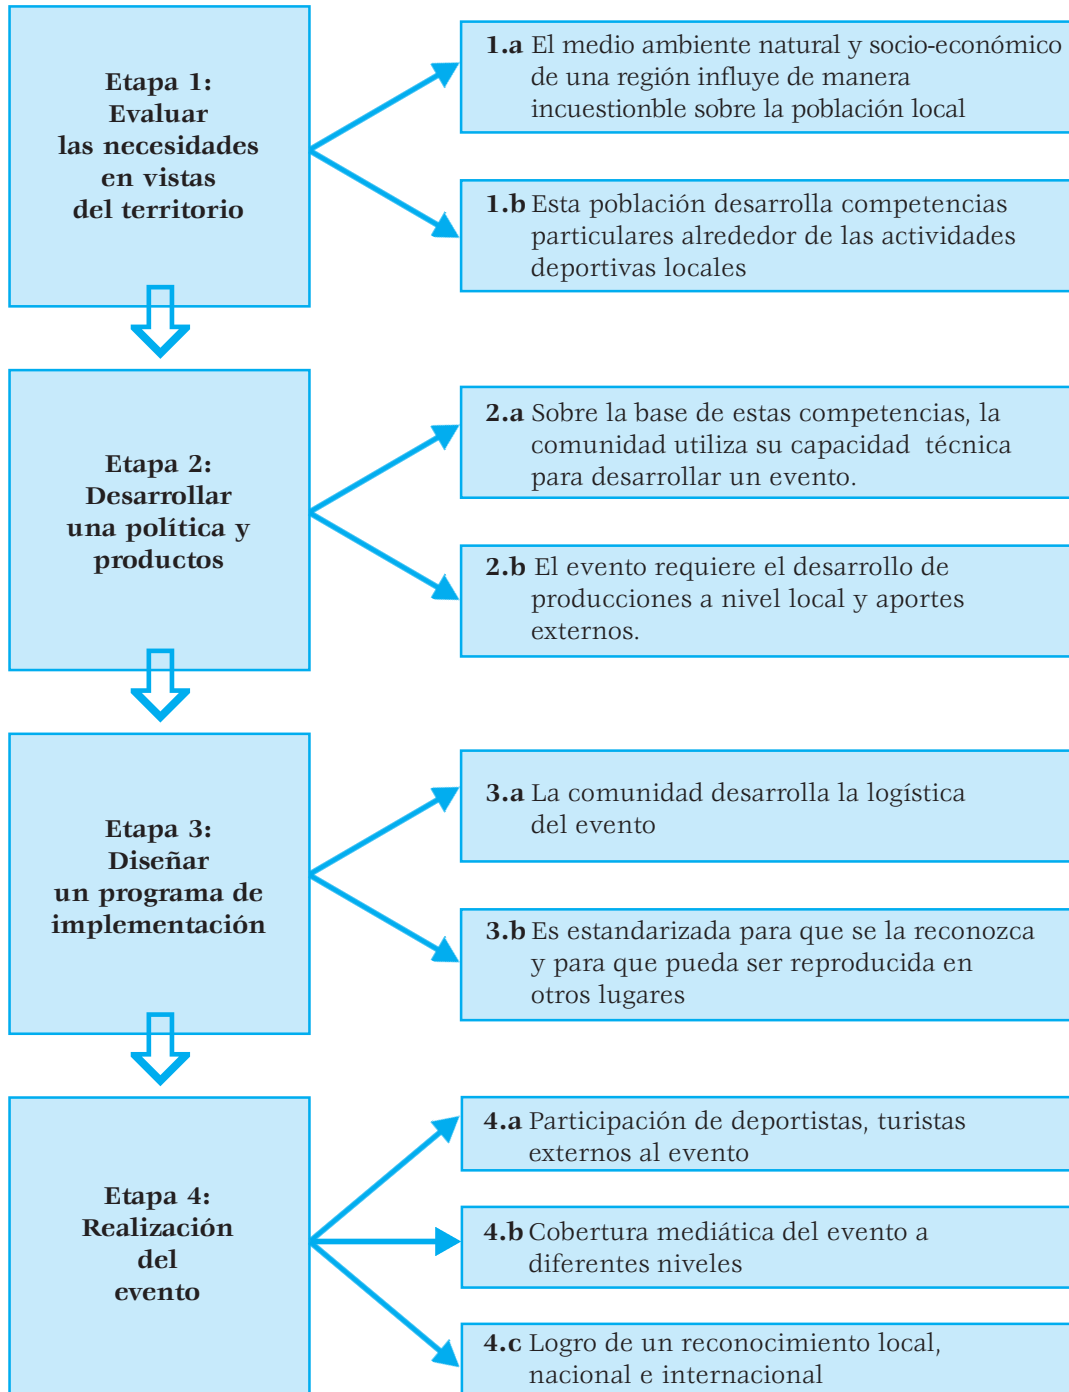 Etapa 1:
Evaluar
las necesidades
en vistas
del territorio
1.a El medio ambiente natural y socio-económico
de una región influye de manera
incuestionble sobre la población local
1.b Esta población desarrolla competencias
particulares alrededor de las actividades
deportivas locales
Etapa 2:
Desarrollar
una política y
productos
2.a Sobre la base de estas competencias, la
comunidad utiliza su capacidad técnica
para desarrollar un evento.
2.b El evento requiere el desarrollo de
producciones a nivel local y aportes
externos.
Etapa 3:
Diseñar
un programa de
implementación
3.a La comunidad desarrolla la logística
del evento
3.b Es estandarizada para que se la reconozca
y para que pueda ser reproducida en
otros lugares
Etapa 4:
Realización
del
evento
4.a Participación de deportistas, turistas
externos al evento
4.b Cobertura mediática del evento a
diferentes niveles
4.c Logro de un reconocimiento local,
nacional e internacional